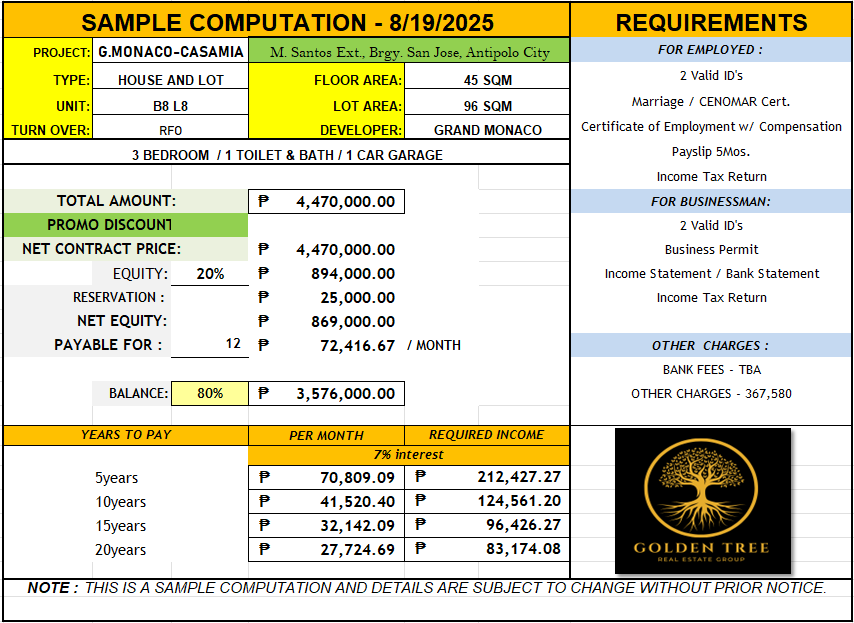 SAMPLE COMPUTATION - 8/19/2025
PROJECT: G.MONACO-CASAMIA M. Santos Ext., Brgy. San Jose, Antipolo City
TYPE: HOUSE AND LOT FLOOR AREA: 45 SQM
UNIT: B8 L8 LOT AREA: 96 SQM
TURN OVER: RFO DEVELOPER: GRAND MONACO
3 BEDROOM / 1 TOILET & BATH / 1 CAR GARAGE
TOTAL AMOUNT: ₱ 4,470,000.00
PROMO DISCOUNT
NET CONTRACT PRICE: ₱ 4,470,000.00
EQUITY: 20% ₱ 894,000.00
RESERVATION : ₱ 25,000.00
NET EQUITY: ₱ 869,000.00
PAYABLE FOR : 12 ₱ 72,416.67 / MONTH
BALANCE: 80% ₱ 3,576,000.00
YEARS TO PAY PER MONTH REQUIRED INCOME
7% interest
5years ₱ 70,809.09 ₱ 212,427.27
10years ₱ 41,520.40 ₱ 124,561.20
15years ₱ 32,142.09 ₱ 96,426.27
20years ₱ 27,724.69 ₱ 83,174.08
REQUIREMENTS
FOR EMPLOYED :
2 Valid ID's
Marriage / CENOMAR Cert.
Certificate of Employment w/ Compensation
Payslip 5Mos.
Income Tax Return
FOR BUSINESSMAN:
2 Valid ID's
Business Permit
Income Statement / Bank Statement
Income Tax Return
OTHER CHARGES :
BANK FEES - TBA
OTHER CHARGES - 367,580
GOLDEN TREE
REAL ESTATE GROUP
NOTE : THIS IS A SAMPLE COMPUTATION AND DETAILS ARE SUBJECT TO CHANGE WITHOUT PRIOR NOTICE.